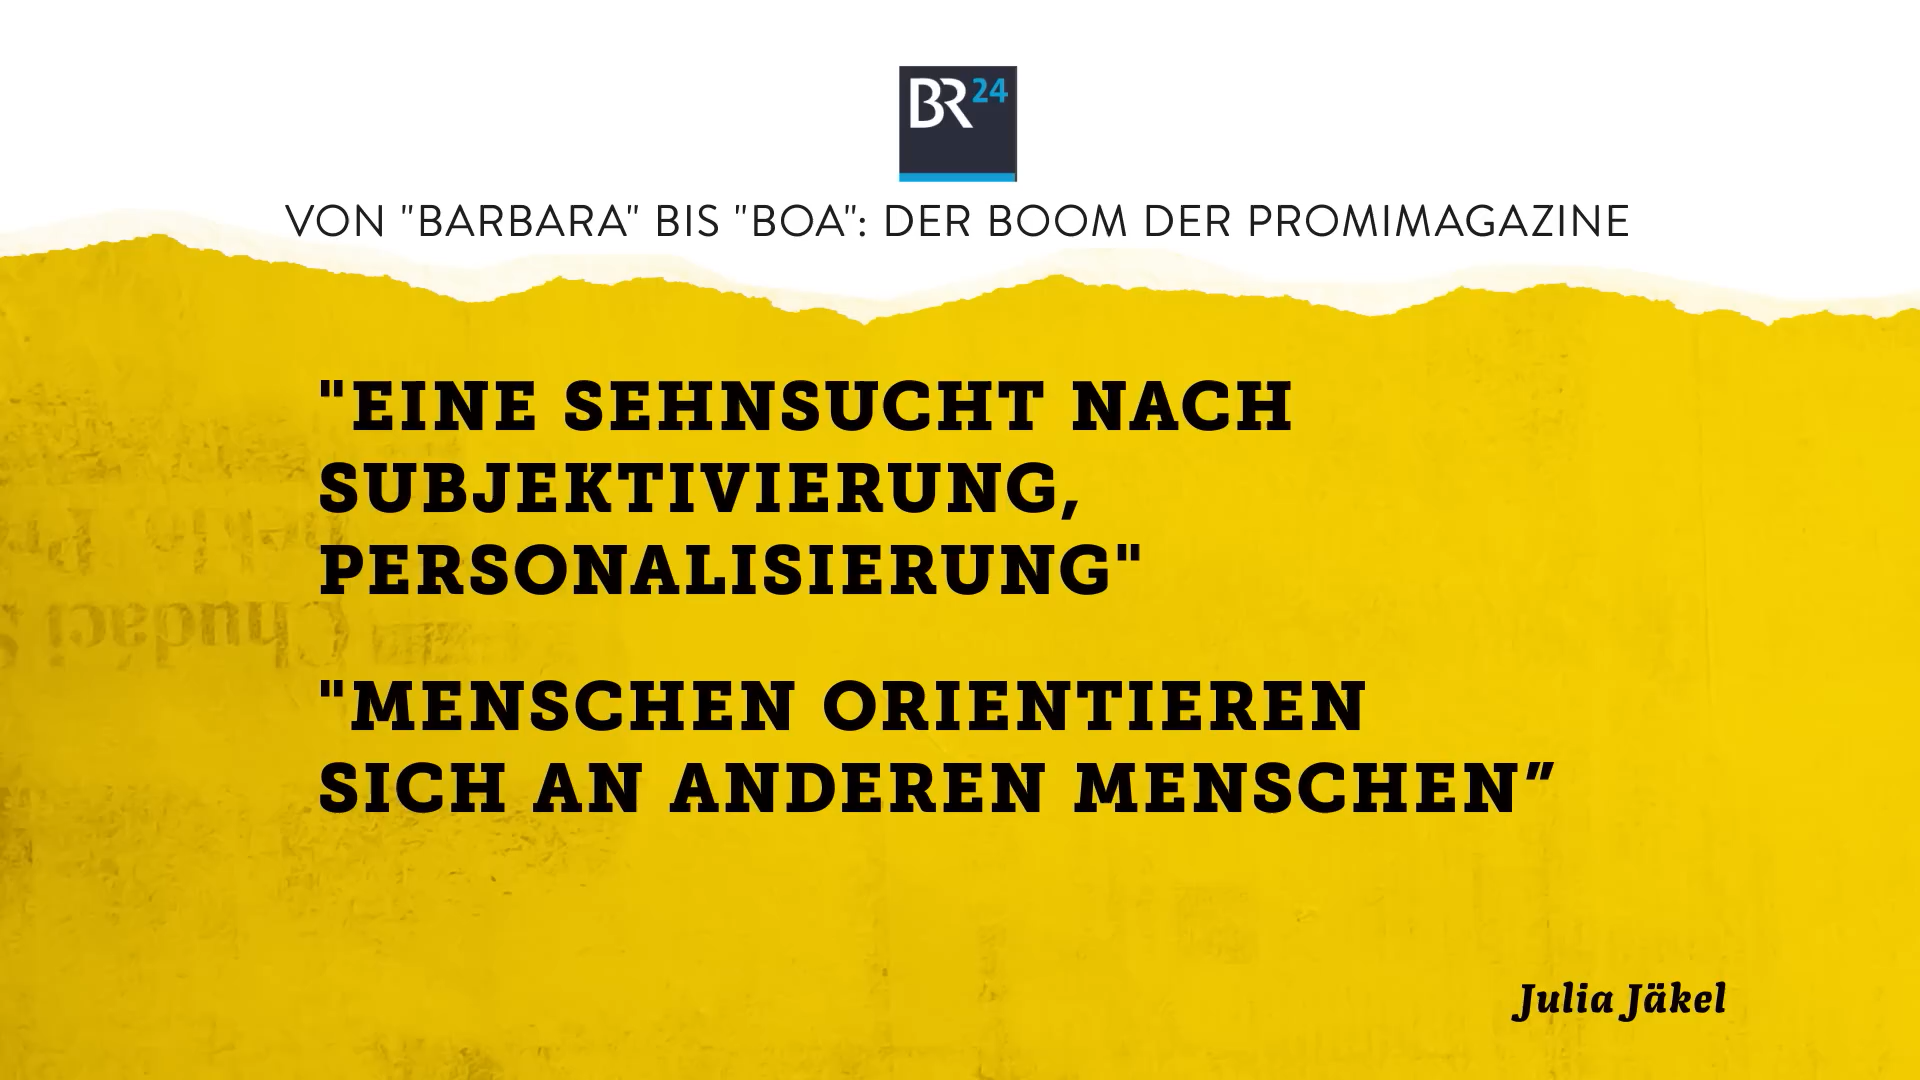 BR24
VON "BARBARA" BIS "BOA": DER BOOM DER PROMIMAGAZINE
"EINE SEHNSUCHT NACH
SUBJEKTIVIERUNG,
PERSONALISIERUNG"
"MENSCHEN ORIENTIEREN
SICH AN ANDEREN MENSCHEN”
Chudáci
Julia Jäkel